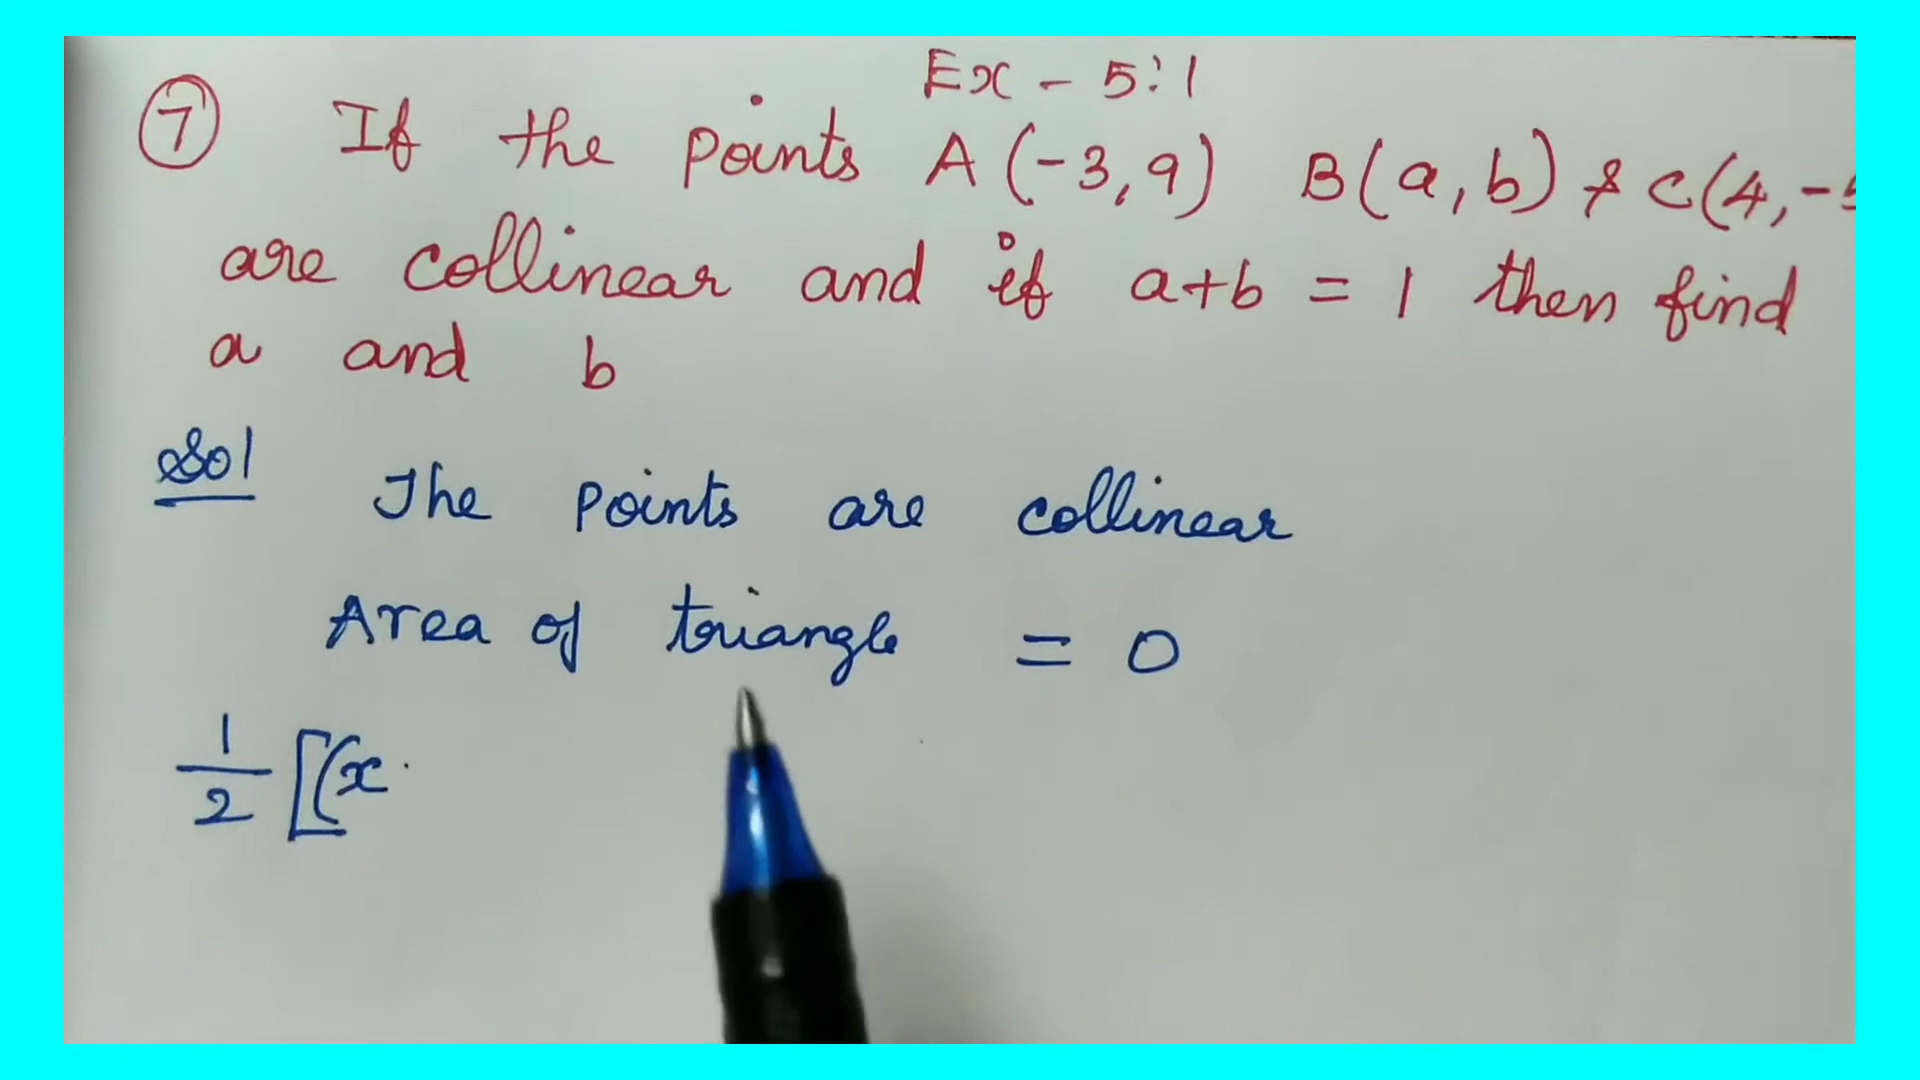 Ex - 5:1
7 If the points A(-3,9) B(a,b) & C(4,-5
are collinear and if a+b = 1 then find
a and b
Sol The points are collinear
Area of triangle = 0
1/2 [(x